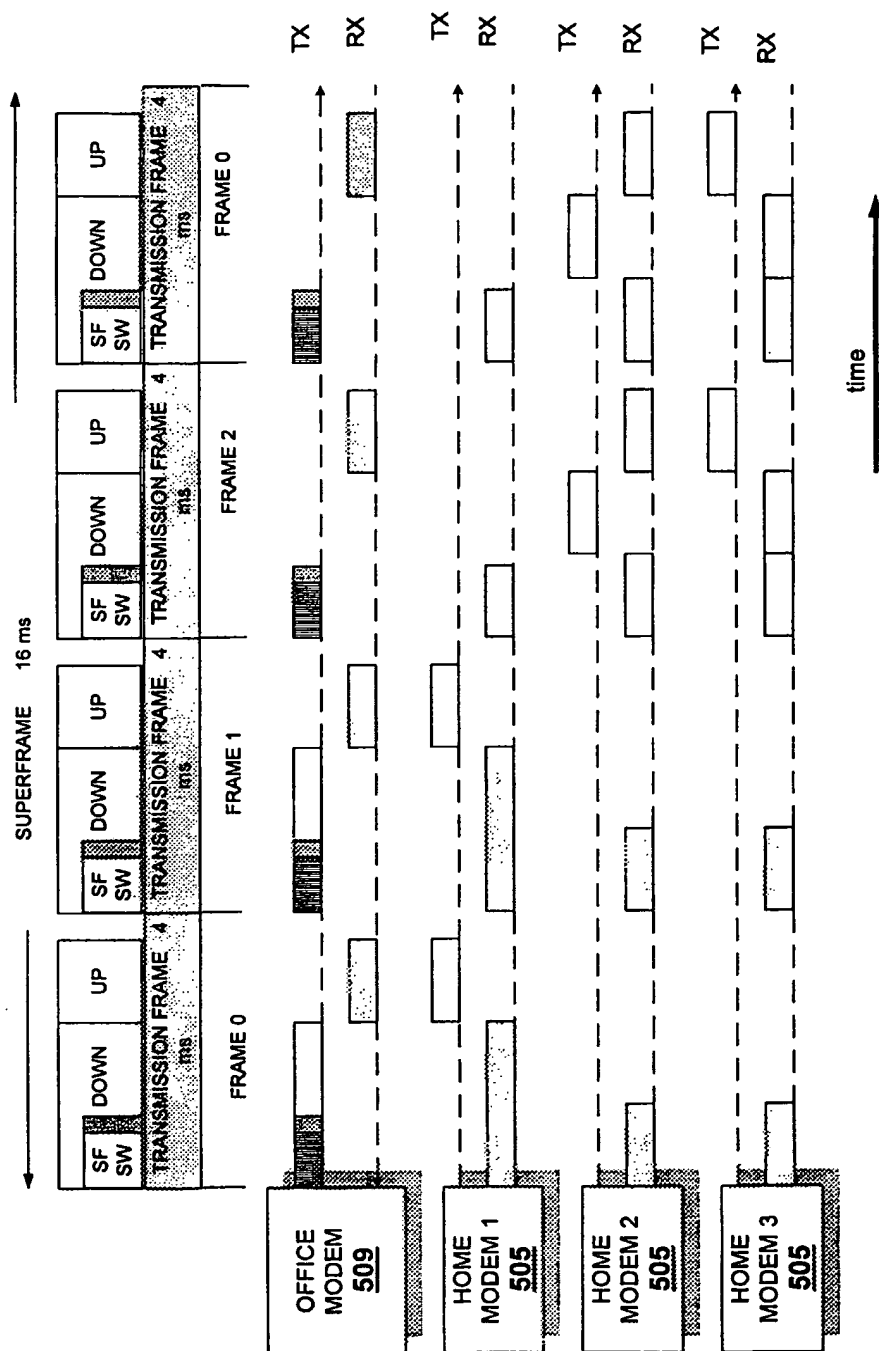 SUPERFRAME 16 ms
SF
SW
DOWN
UP
SF
SW
DOWN
UP
SF
SW
DOWN
UP
SF
SW
DOWN
UP
TRANSMISSION FRAME 4
ms
TRANSMISSION FRAME 4
ms
TRANSMISSION FRAME 4
ms
TRANSMISSION FRAME 4
ms
FRAME 0
FRAME 1
FRAME 2
FRAME 0
OFFICE
MODEM
509
TX
RX
HOME
MODEM 1
505
TX
RX
HOME
MODEM 2
505
TX
RX
HOME
MODEM 3
505
TX
RX
time